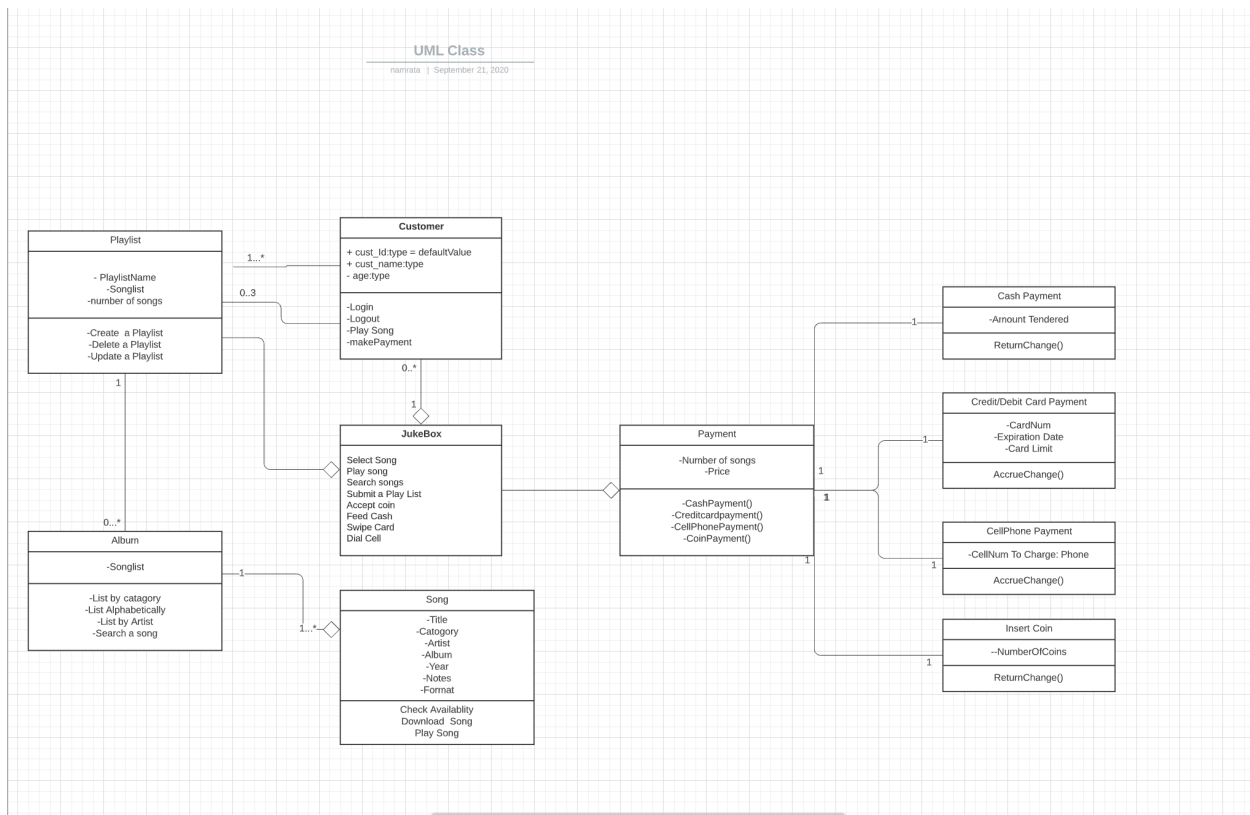 UML Class
namrata | September 21, 2020
Playlist
- PlaylistName
-Songlist
-number of songs
-Create a Playlist
-Delete a Playlist
-Update a Playlist
1...*
0..3
Customer
+ cust_Id:type = defaultValue
+ cust_name:type
- age:type
-Login
-Logout
-Play Song
-makePayment
0..*
1
1
0...*
JukeBox
Select Song
Play song
Search songs
Submit a Play List
Accept coin
Feed Cash
Swipe Card
Dial Cell
Payment
-Number of songs
-Price
-CashPayment()
-Creditcardpayment()
-CellPhonePayment()
-CoinPayment()
1
1
1
Cash Payment
-Amount Tendered
ReturnChange()
1
Credit/Debit Card Payment
-CardNum
-Expiration Date
-Card Limit
AccrueChange()
1
CellPhone Payment
-CellNum To Charge: Phone
AccrueChange()
1
Insert Coin
--NumberOfCoins
ReturnChange()
1
Album
-Songlist
-List by catagary
-List Alphabetically
-List by Artist
-Search a song
1
1...*
Song
-Title
-Catogory
-Artist
-Album
-Year
-Notes
-Format
Check Availablity
Download Song
Play Song